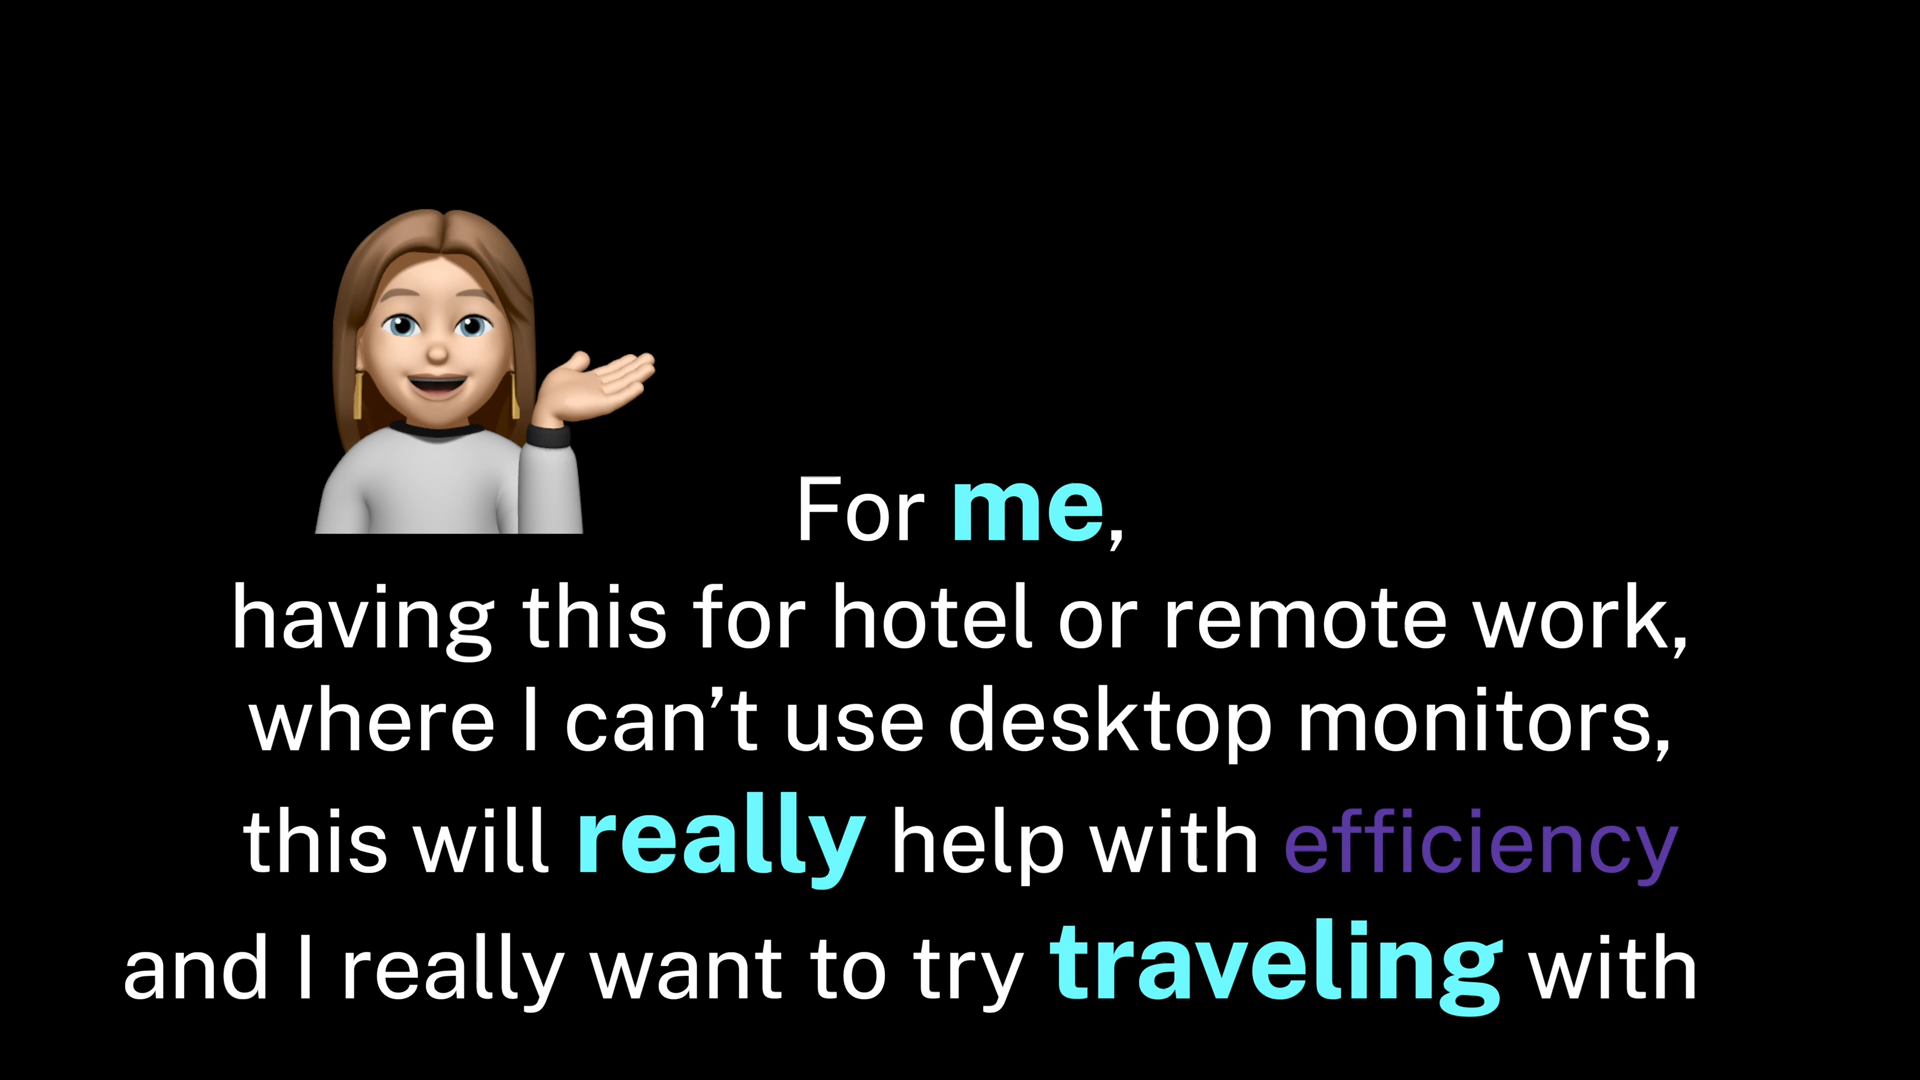 For me,
having this for hotel or remote work,
where I can’t use desktop monitors,
this will really help with efficiency
and I really want to try traveling with